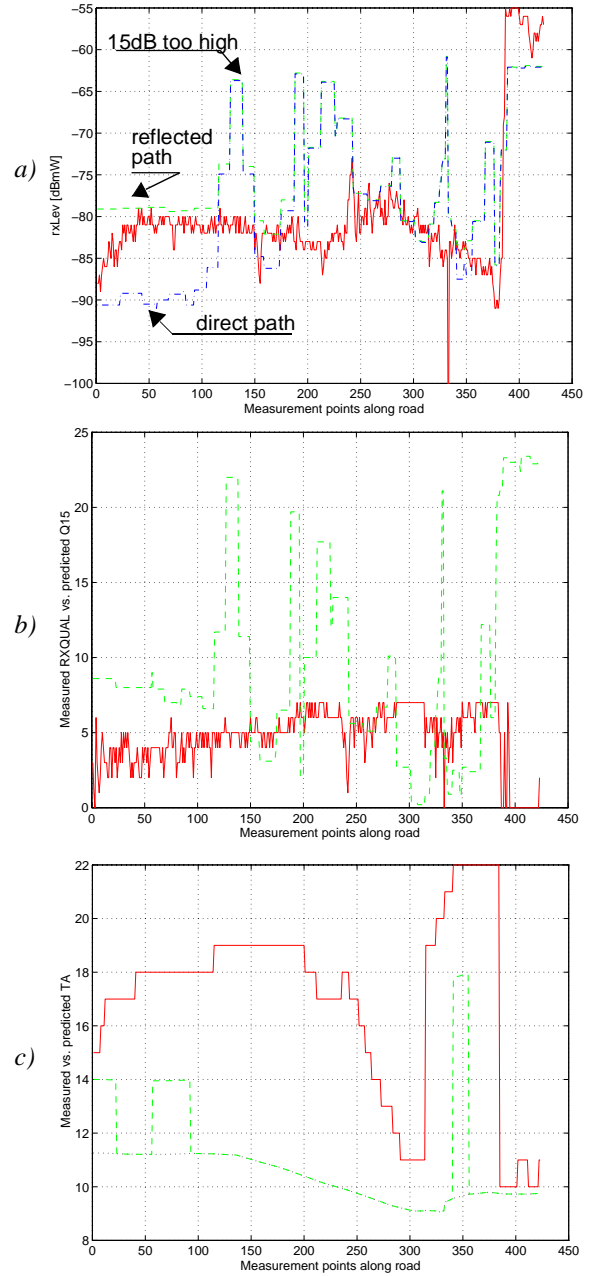 a)
rxLev [dBmW]
−55
−60
−65
−70
−75
−80
−85
−90
−95
−100
15dB too high
reflected
path
direct path
0 50 100 150 200 250 300 350 400 450
Measurement points along road
b)
Measured RXQUAL vs. predicted Q15
25
20
15
10
5
0
0 50 100 150 200 250 300 350 400 450
Measurement points along road
c)
Measured vs. predicted TA
22
20
18
16
14
12
10
8
0 50 100 150 200 250 300 350 400 450
Measurement points along road